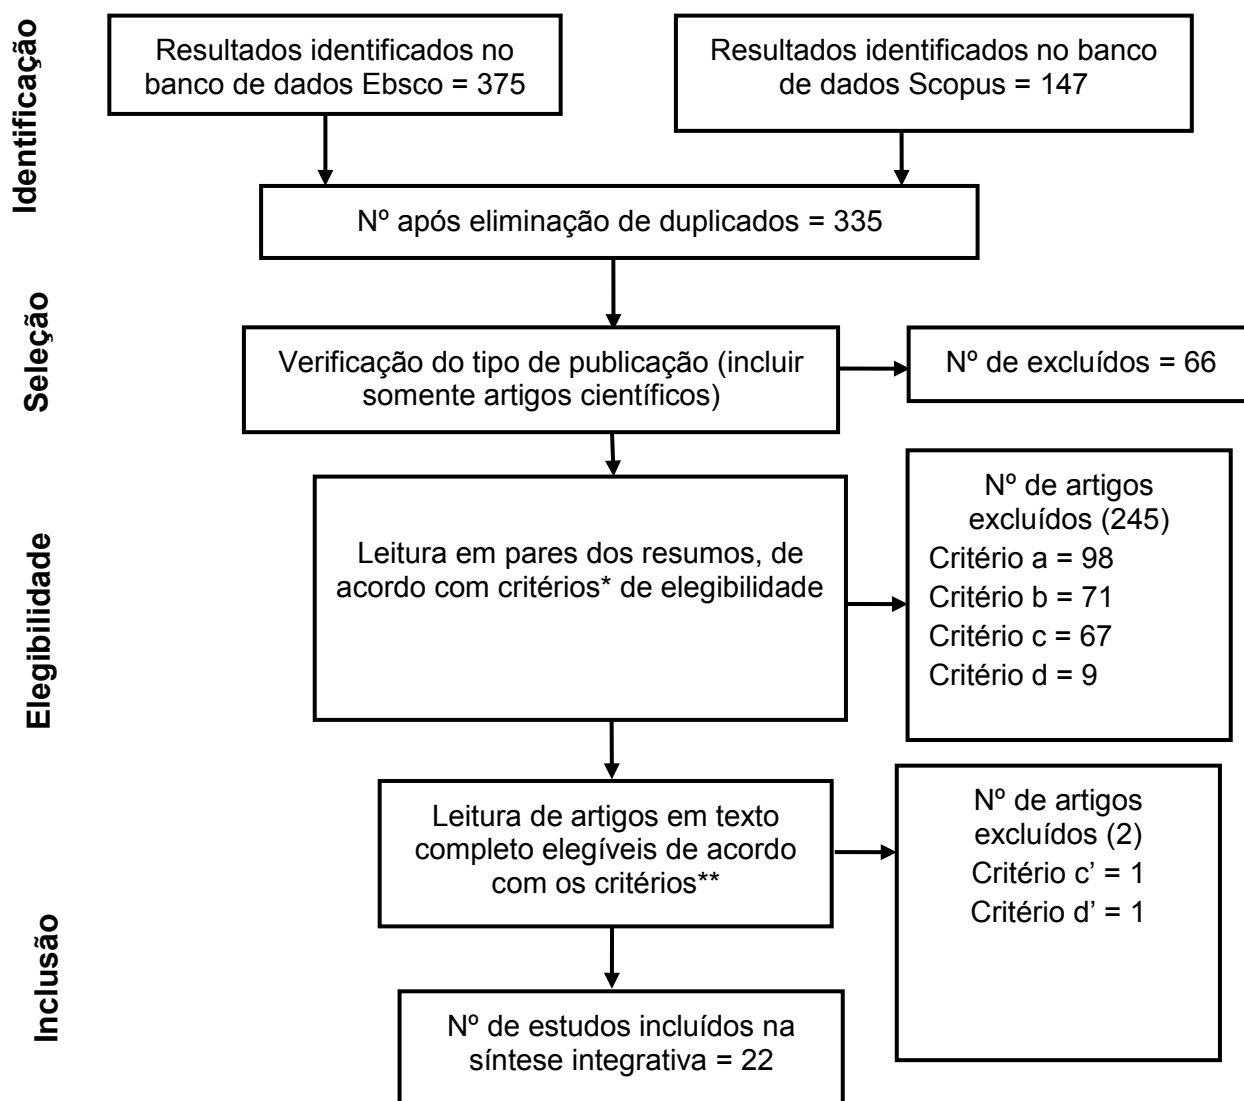 Identificação
Resultados identificados no
banco de dados Ebsco = 375
Resultados identificados no banco
de dados Scopus = 147
Nº após eliminação de duplicados = 335
Seleção
Verificação do tipo de publicação (incluir
somente artigos científicos)
Nº de excluídos = 66
Elegibilidade
Leitura em pares dos resumos, de
acordo com critérios* de elegibilidade
Nº de artigos
excluídos (245)
Critério a = 98
Critério b = 71
Critério c = 67
Critério d = 9
Inclusão
Leitura de artigos em texto
completo elegíveis de acordo
com os critérios**
Nº de artigos
excluídos (2)
Critério c’ = 1
Critério d’ = 1
Nº de estudos incluídos na
síntese integrativa = 22